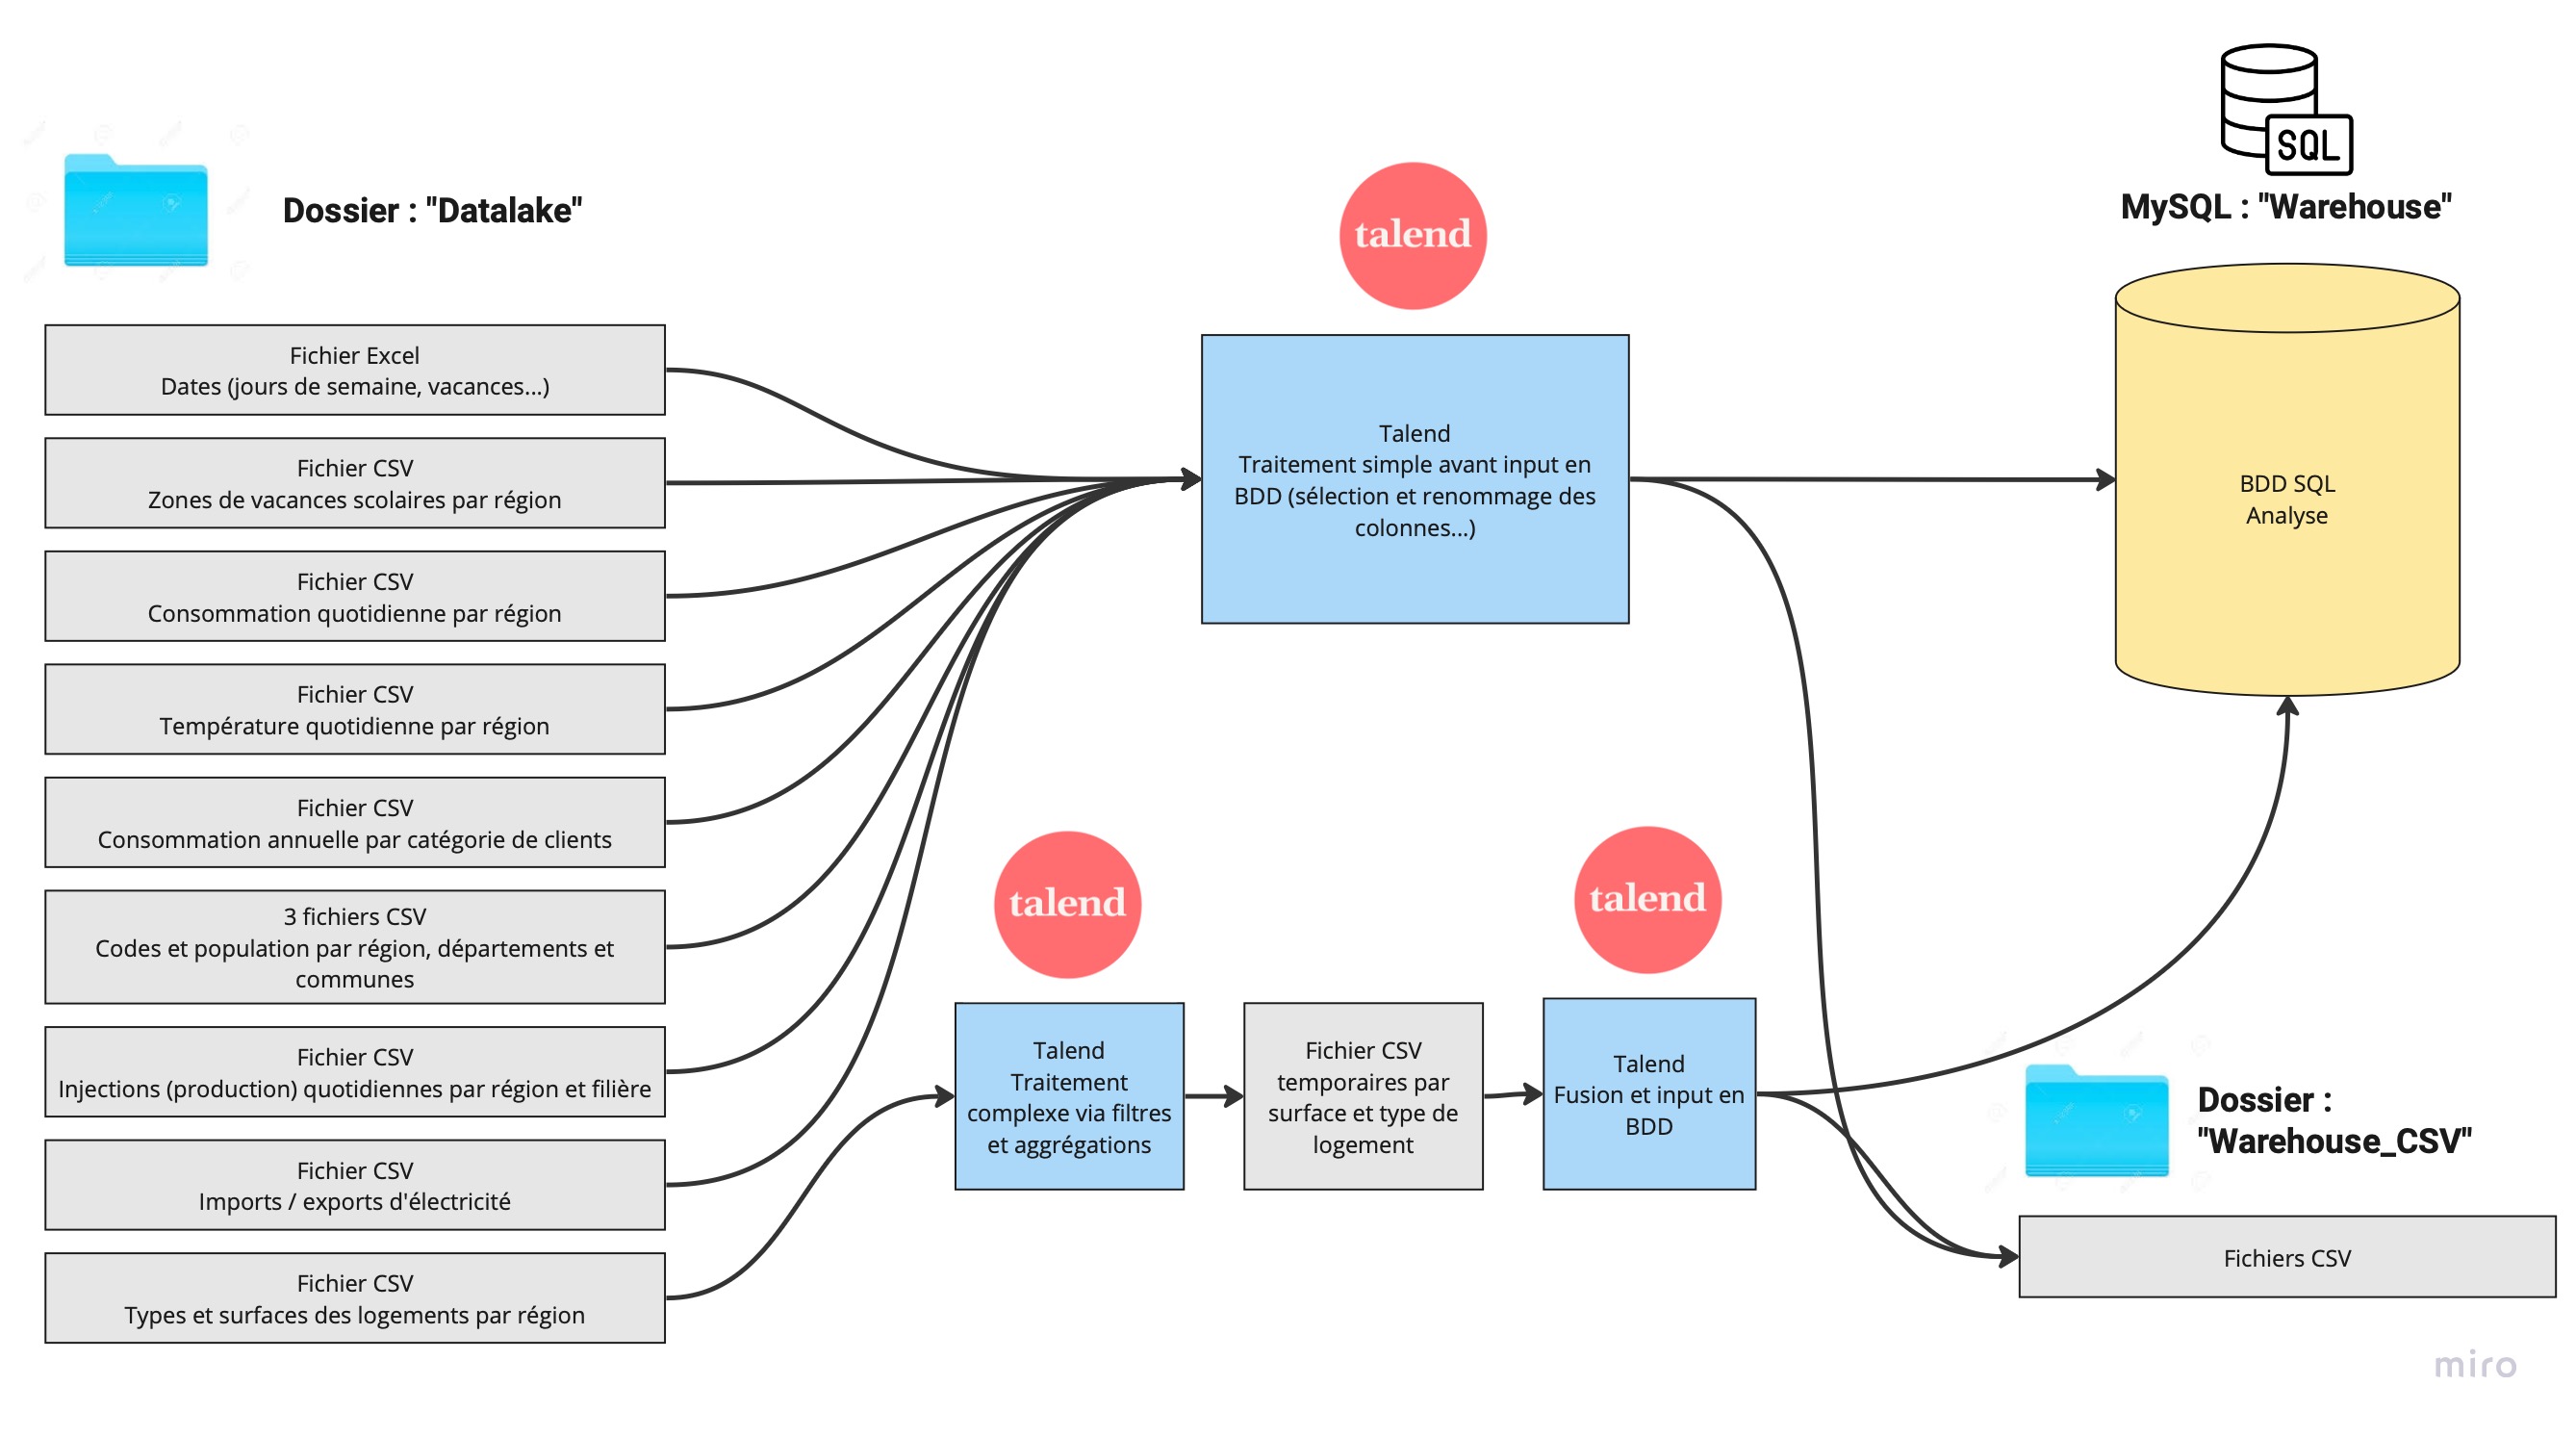 Dossier : "Datalake"
Fichier Excel
Dates (jours de semaine, vacances...)
Fichier CSV
Zones de vacances scolaires par région
Fichier CSV
Consommation quotidienne par région
Fichier CSV
Température quotidienne par région
Fichier CSV
Consommation annuelle par catégorie de clients
3 fichiers CSV
Codes et population par région, départements et
communes
Fichier CSV
Injections (production) quotidiennes par région et filière
Fichier CSV
Imports / exports d'électricité
Fichier CSV
Types et surfaces des logements par région
talend
Talend
Traitement simple avant input en
BDD (sélection et renommage des
colonnes...)
talend
Talend
Traitement
complexe via filtres
et aggrégations
Fichier CSV
temporaires par
surface et type de
logement
talend
Talend
Fusion et input en
BDD
SQL
MySQL : "Warehouse"
BDD SQL
Analyse
Dossier :
"Warehouse_CSV"
Fichiers CSV
miro